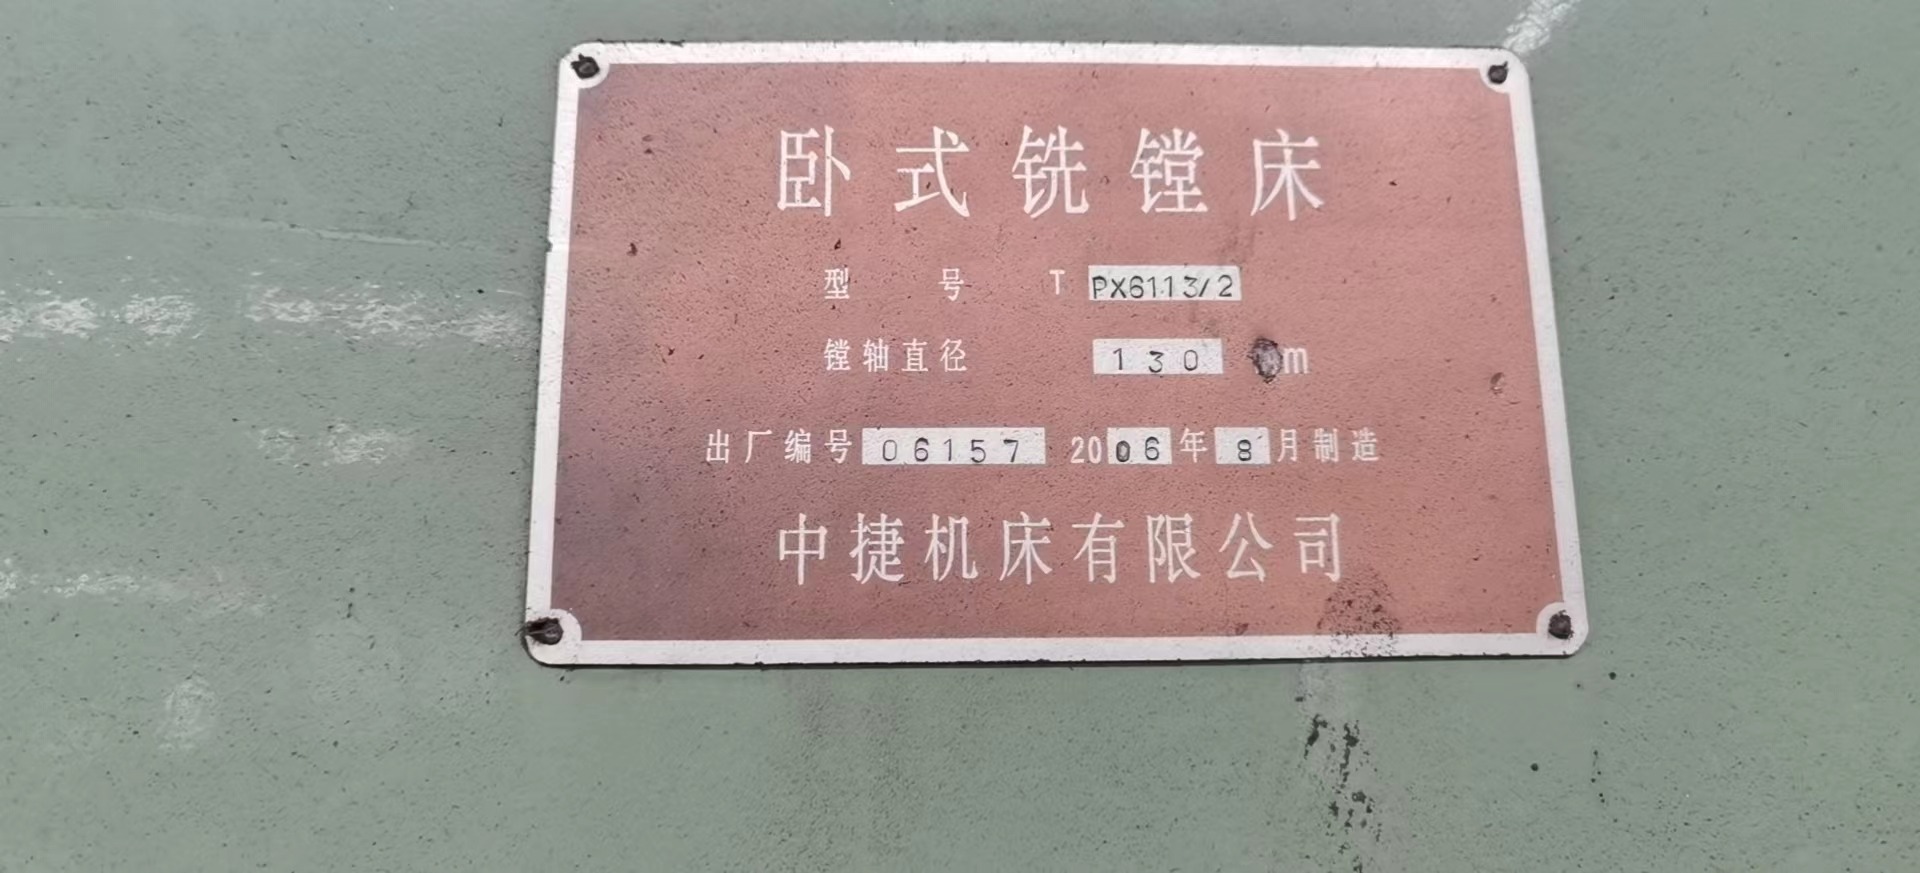 卧式铣镗床
型号 TPX6113/2
镗轴直径 130 mm
出厂编号 06157 2006年8月制造
中捷机床有限公司